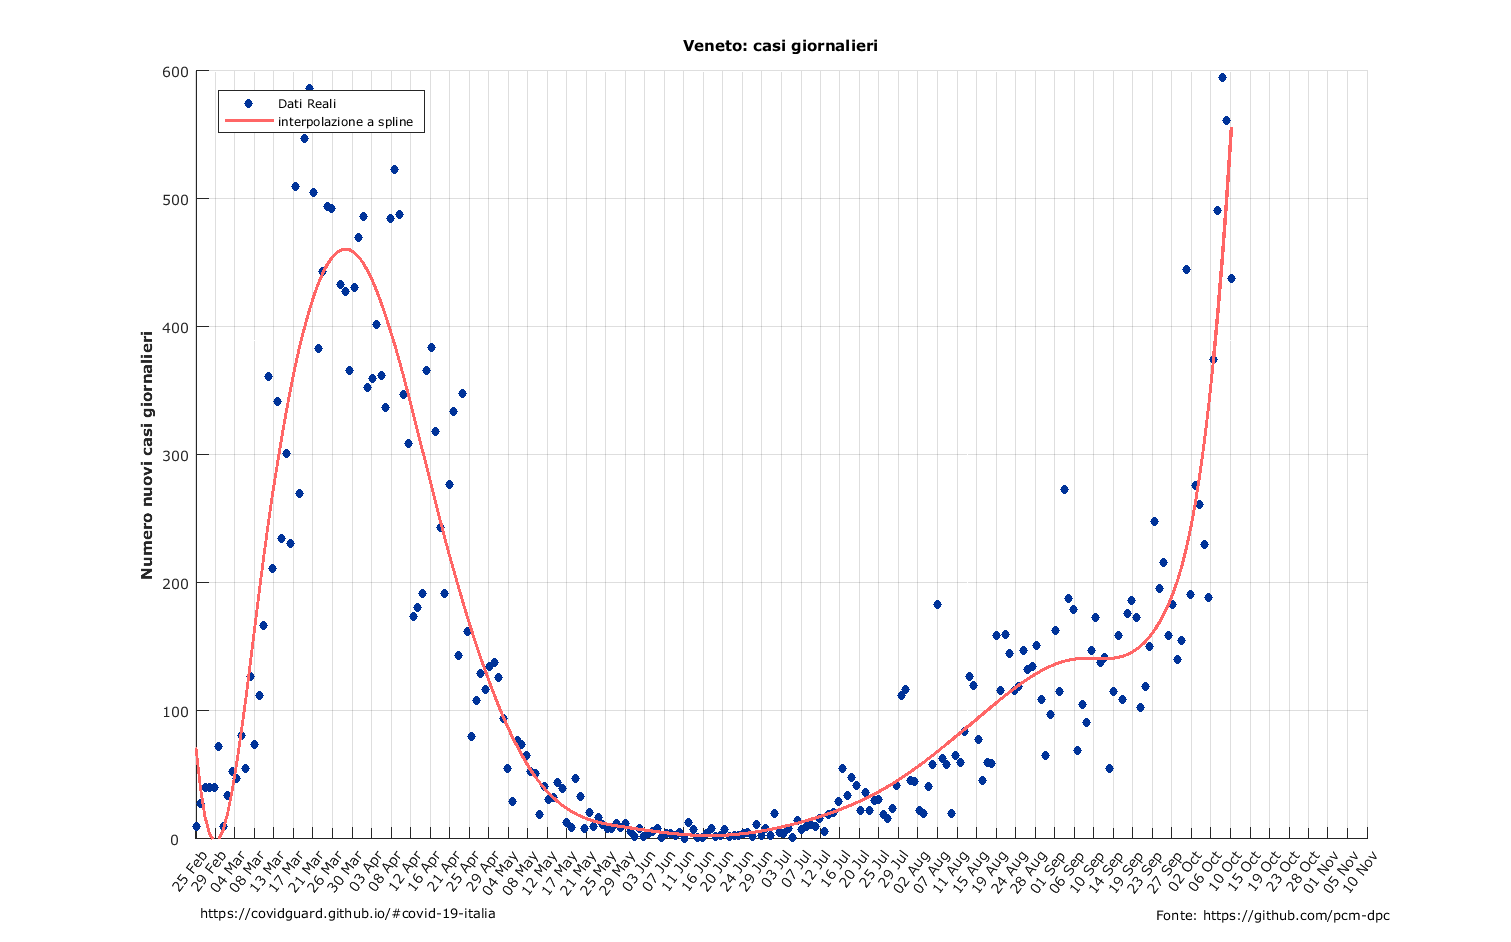 Veneto: casi giornalieri
600
500
400
300
200
100
0
Numero nuovi casi giornalieri
Dati Reali
interpolazione a spline
25 Feb
29 Feb
04 Mar
08 Mar
13 Mar
17 Mar
21 Mar
26 Mar
30 Mar
03 Apr
08 Apr
12 Apr
16 Apr
21 Apr
25 Apr
29 Apr
04 May
08 May
12 May
17 May
21 May
25 May
29 May
03 Jun
07 Jun
11 Jun
16 Jun
20 Jun
24 Jun
29 Jun
03 Jul
07 Jul
12 Jul
16 Jul
20 Jul
25 Jul
29 Jul
02 Aug
07 Aug
11 Aug
15 Aug
19 Aug
24 Aug
28 Aug
01 Sep
06 Sep
10 Sep
14 Sep
19 Sep
23 Sep
27 Sep
02 Oct
06 Oct
10 Oct
15 Oct
19 Oct
23 Oct
28 Oct
01 Nov
05 Nov
10 Nov
https://covidguard.github.io/#covid-19-italia
Fonte: https://github.com/pcm-dpc